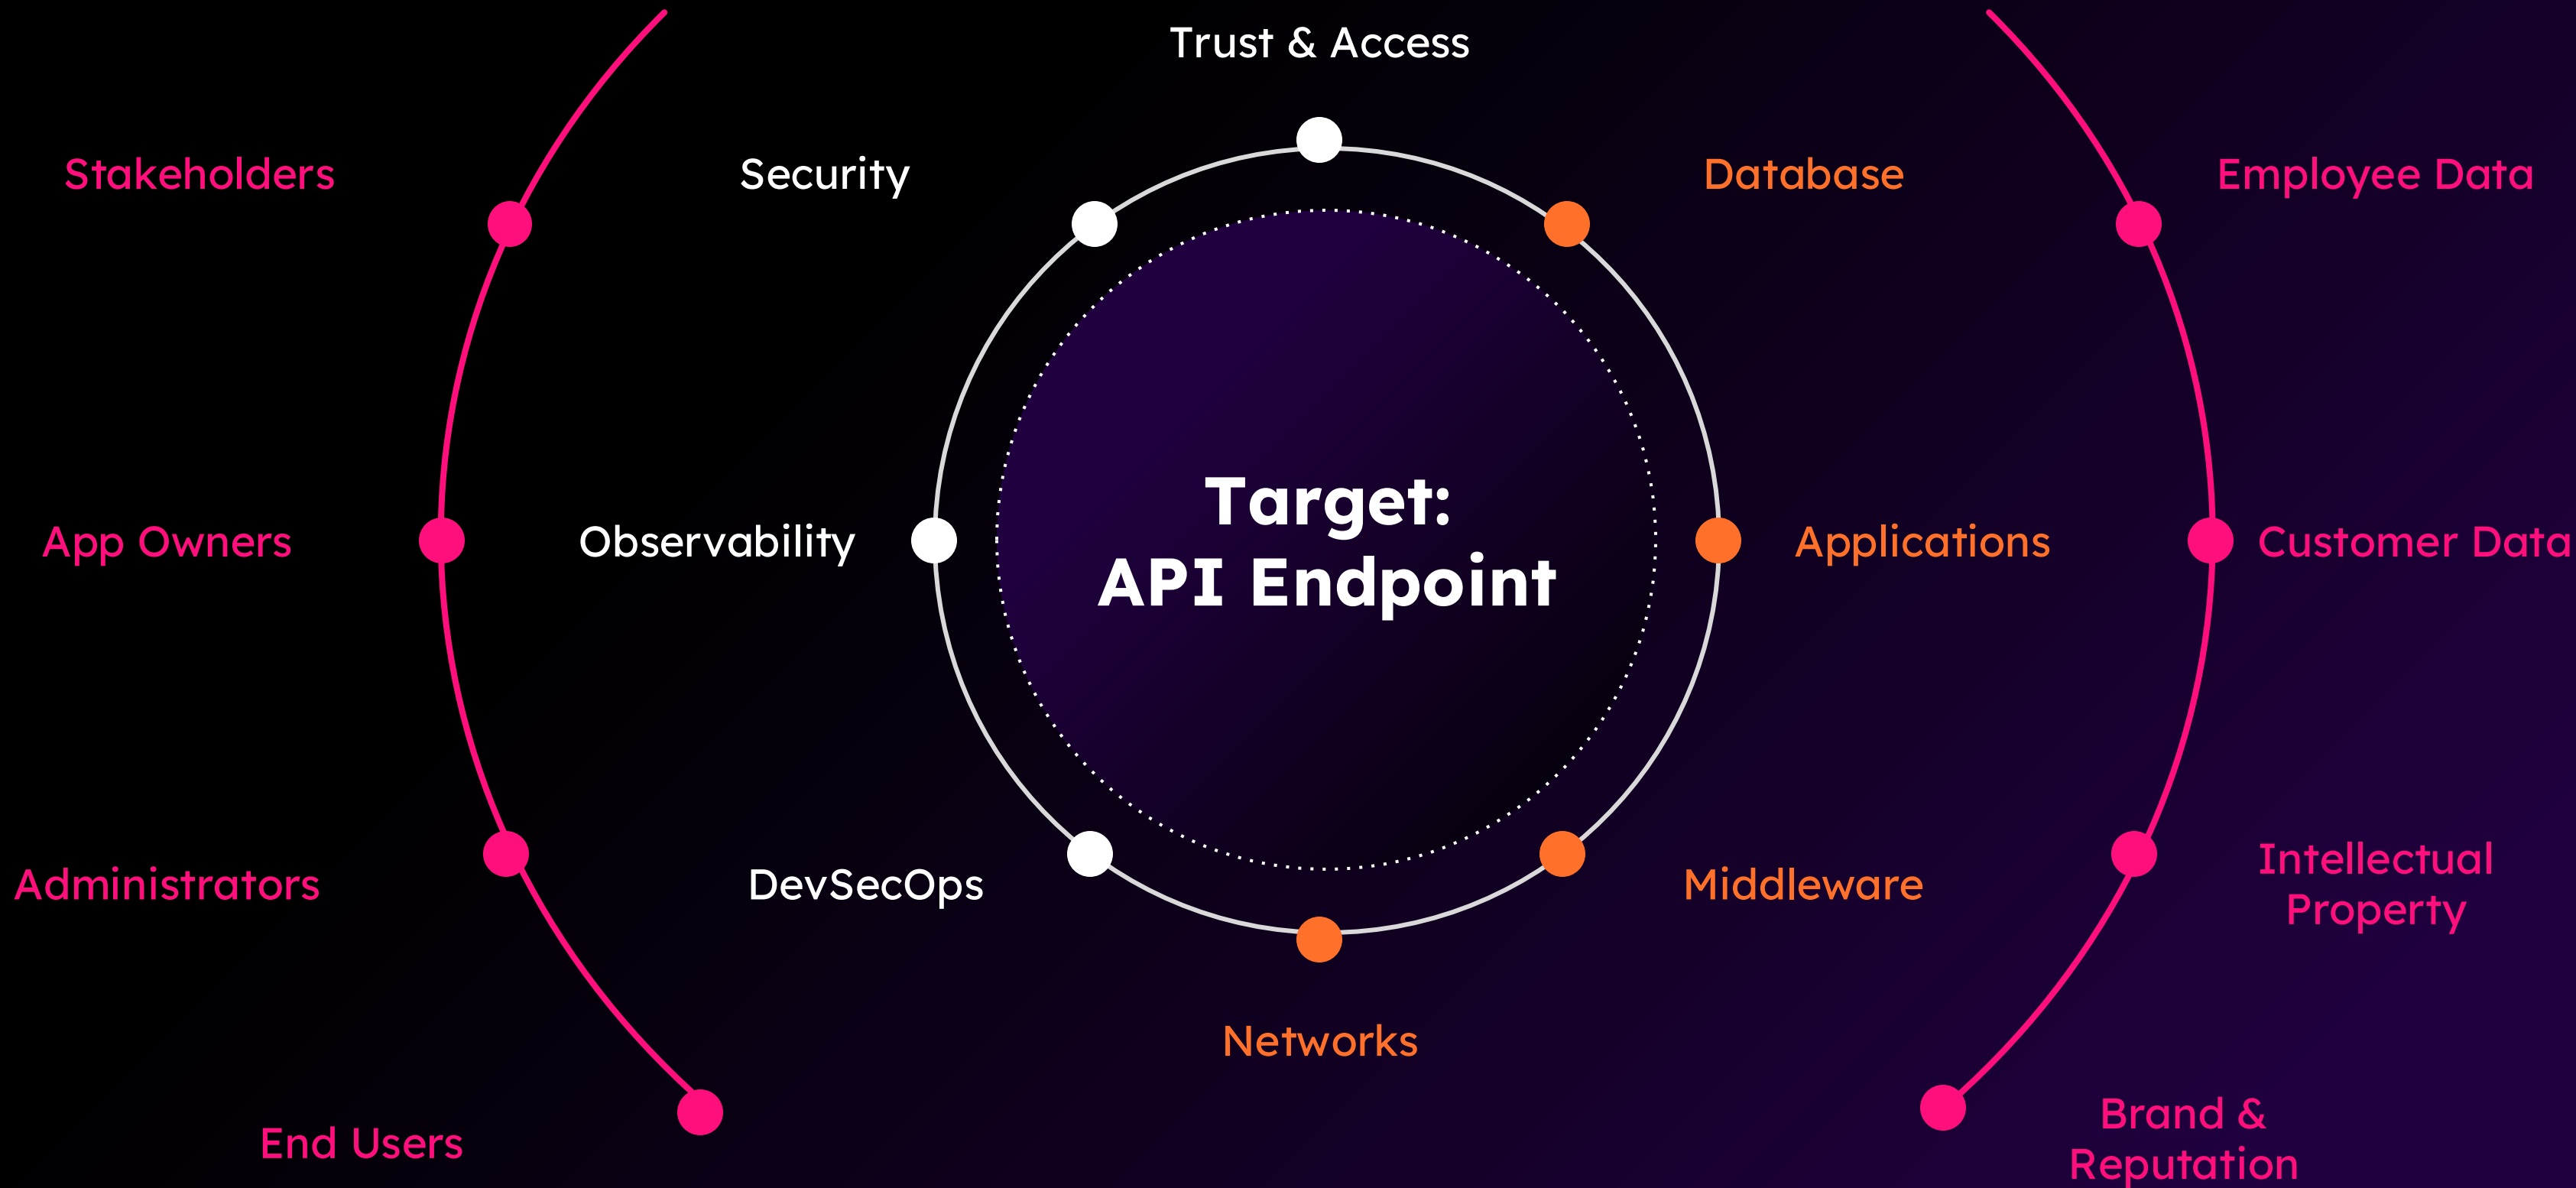 Trust & Access
Stakeholders
Security
Database
Employee Data
Target:
API Endpoint
App Owners
Observability
Applications
Customer Data
Administrators
DevSecOps
Middleware
Intellectual
Property
Networks
End Users
Brand &
Reputation